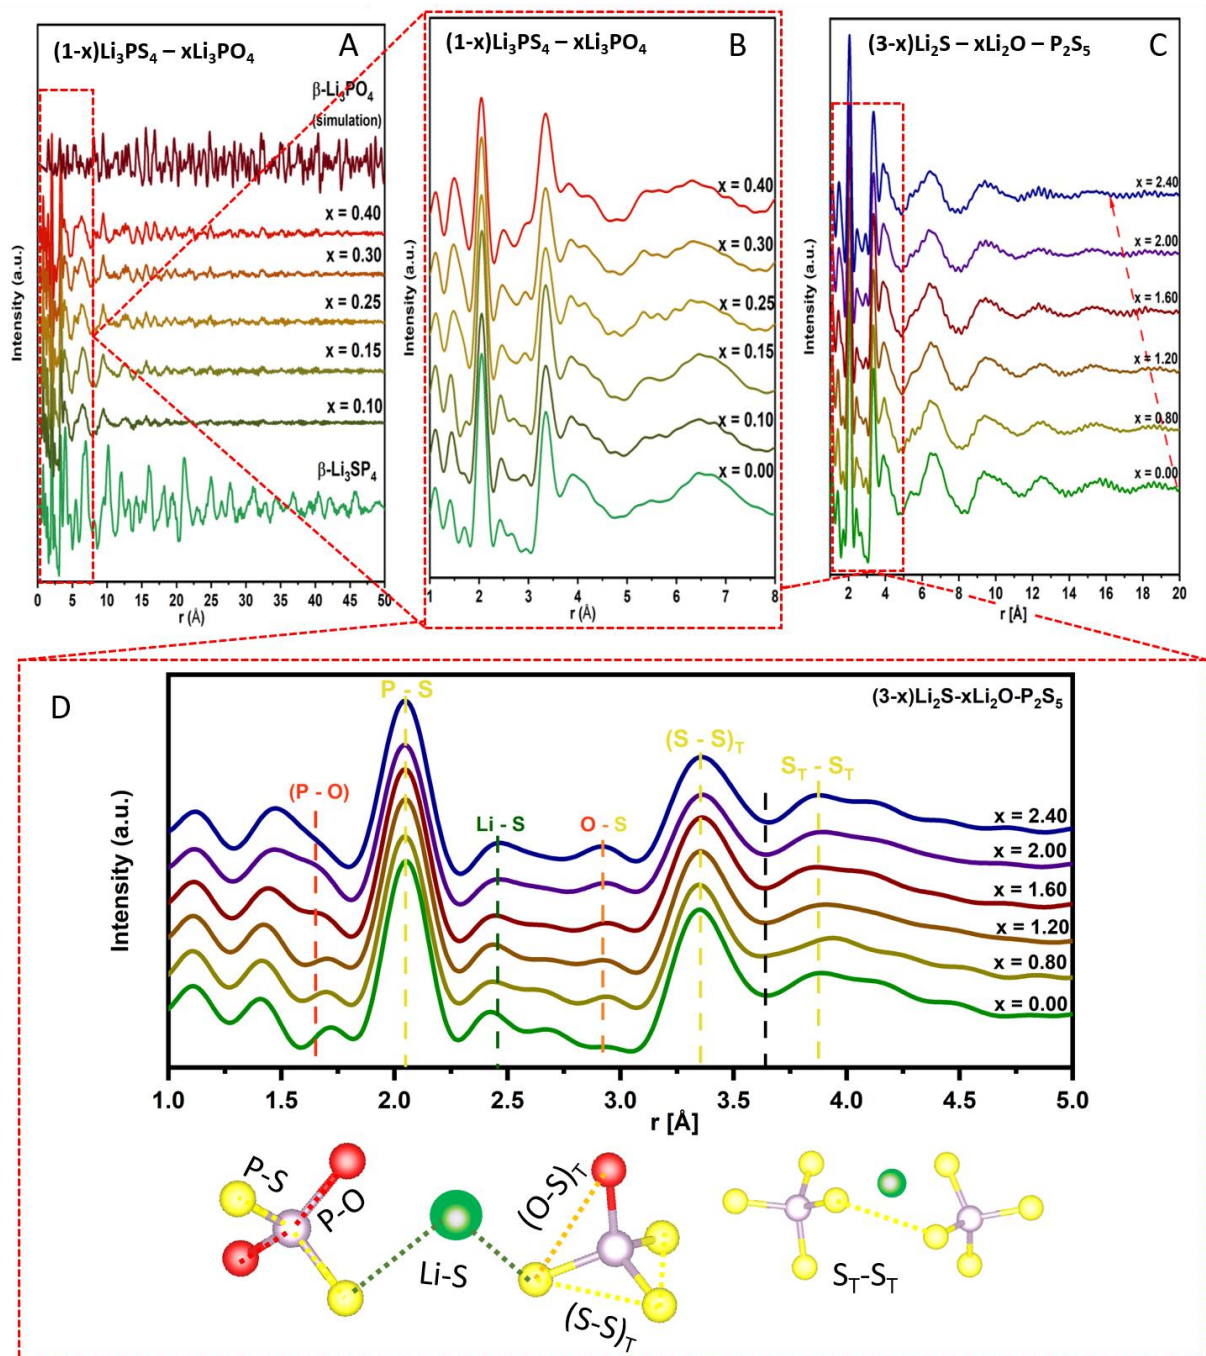 (1-x)Li₃PS₄ – xLi₃PO₄
A
β-Li₃PO₄
(simulation)
x = 0.40
x = 0.30
x = 0.25
x = 0.15
x = 0.10
β-Li₃SP₄
Intensity (a.u.)
0 5 10 15 20 25 30 35 40 45 50
r (Å)
(1-x)Li₃PS₄ – xLi₃PO₄
B
x = 0.40
x = 0.30
x = 0.25
x = 0.15
x = 0.10
x = 0.00
Intensity (a.u.)
1 2 3 4 5 6 7 8
r (Å)
(3-x)Li₂S – xLi₂O – P₂S₅
C
x = 2.40
x = 2.00
x = 1.60
x = 1.20
x = 0.80
x = 0.00
Intensity (a.u.)
2 4 6 8 10 12 14 16 18 20
r [Å]
D
P - S
(3-x)Li₂S-xLi₂O-P₂S₅
(S - S)T
ST - ST
(P - O)
Li - S
O - S
x = 2.40
x = 2.00
x = 1.60
x = 1.20
x = 0.80
x = 0.00
Intensity (a.u.)
1.0 1.5 2.0 2.5 3.0 3.5 4.0 4.5 5.0
r [Å]
P-S
P-O
Li-S
(O-S)T
(S-S)T
ST-ST